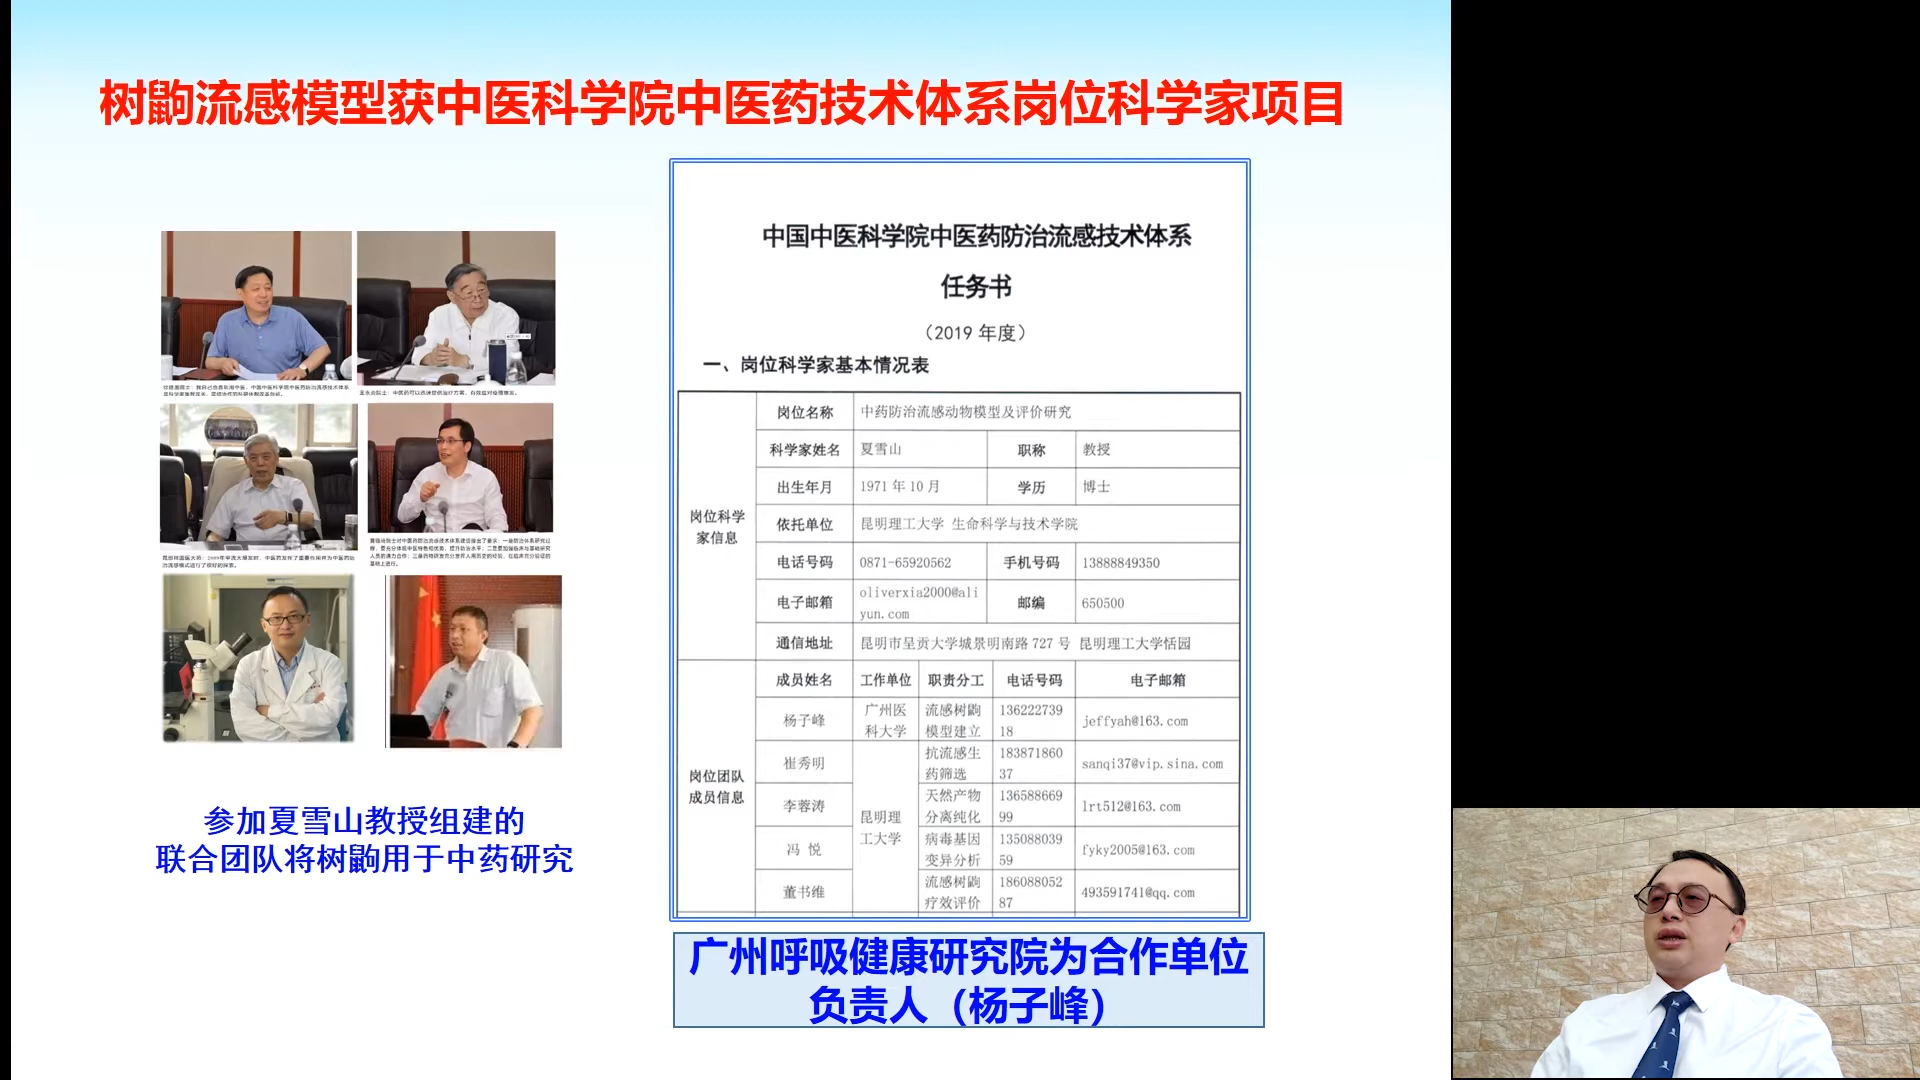 树鼩流感模型获中医科学院中医药技术体系岗位科学家项目
参加夏雪山教授组建的
联合团队将树鼩用于中药研究
中国中医科学院中医药防治流感技术体系
任务书
（2019 年度）
一、岗位科学家基本情况表
岗位科学
家信息
岗位名称 中药防治流感动物模型及评价研究
科学家姓名 夏雪山 职称 教授
出生年月 1971 年 10 月 学历 博士
依托单位 昆明理工大学 生命科学与技术学院
电话号码 0871-65920562 手机号码 13888849350
电子邮箱 oliverxia2000@ali
yun.com 邮编 650500
通信地址 昆明市呈贡大学城景明南路 727 号 昆明理工大学恬园
岗位团队
成员信息
成员姓名 工作单位 职责分工 电话号码 电子邮箱
杨子峰 广州医
科大学 流感树鼩
模型建立 136222739
18 jeffyah@163.com
崔秀明 昆明理
工大学 抗流感生
药筛选 183871860
37 sanqi37@vip.sina.com
李蓉涛 天然产物
分离纯化 136588669
99 lrt512@163.com
冯 悦 病毒基因
变异分析 135088039
59 fyky2005@163.com
董书维 流感树鼩
疗效评价 186088052
87 493591741@qq.com
广州呼吸健康研究院为合作单位
负责人（杨子峰）